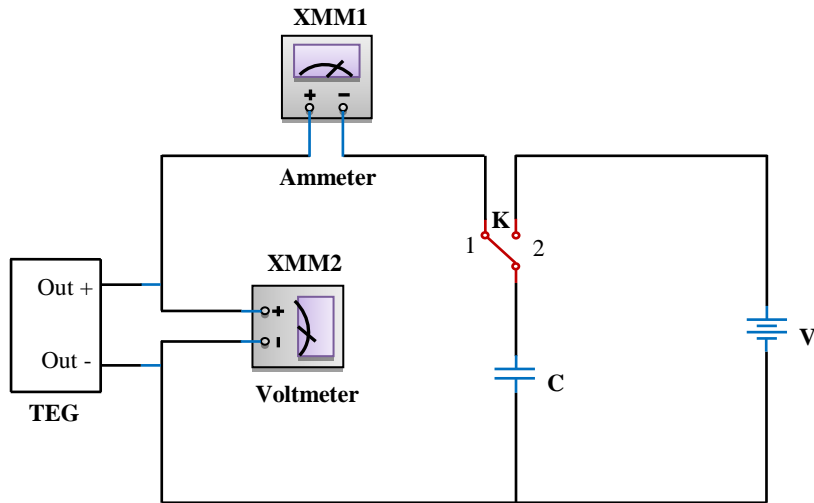 XMM1
+ −
Ammeter
K
1 2
XMM2
Out +
+
V
Out -
C
Voltmeter
TEG